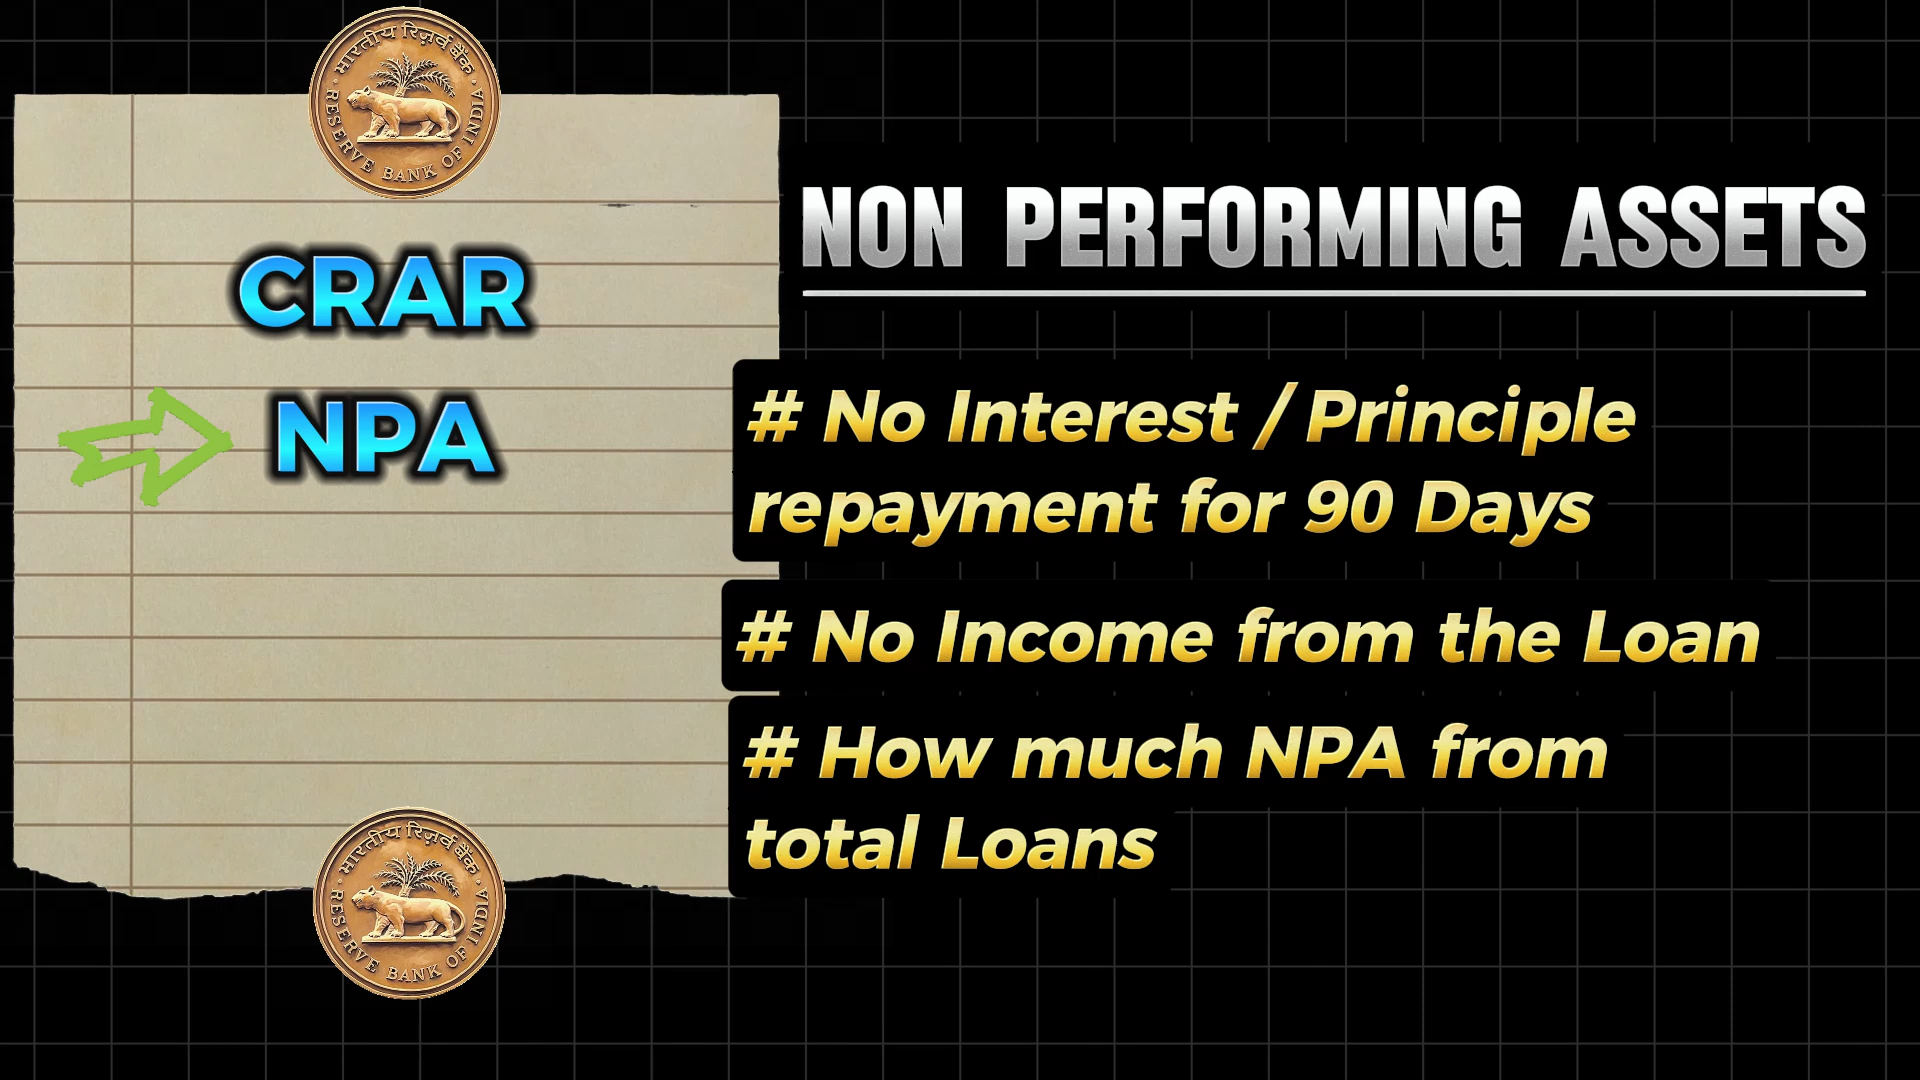 भारतीय रिज़र्व बैंक
RESERVE BANK OF INDIA
CRAR
NPA
NON PERFORMING ASSETS
# No Interest / Principle
repayment for 90 Days
# No Income from the Loan
# How much NPA from
total Loans
भारतीय रिज़र्व बैंक
RESERVE BANK OF INDIA